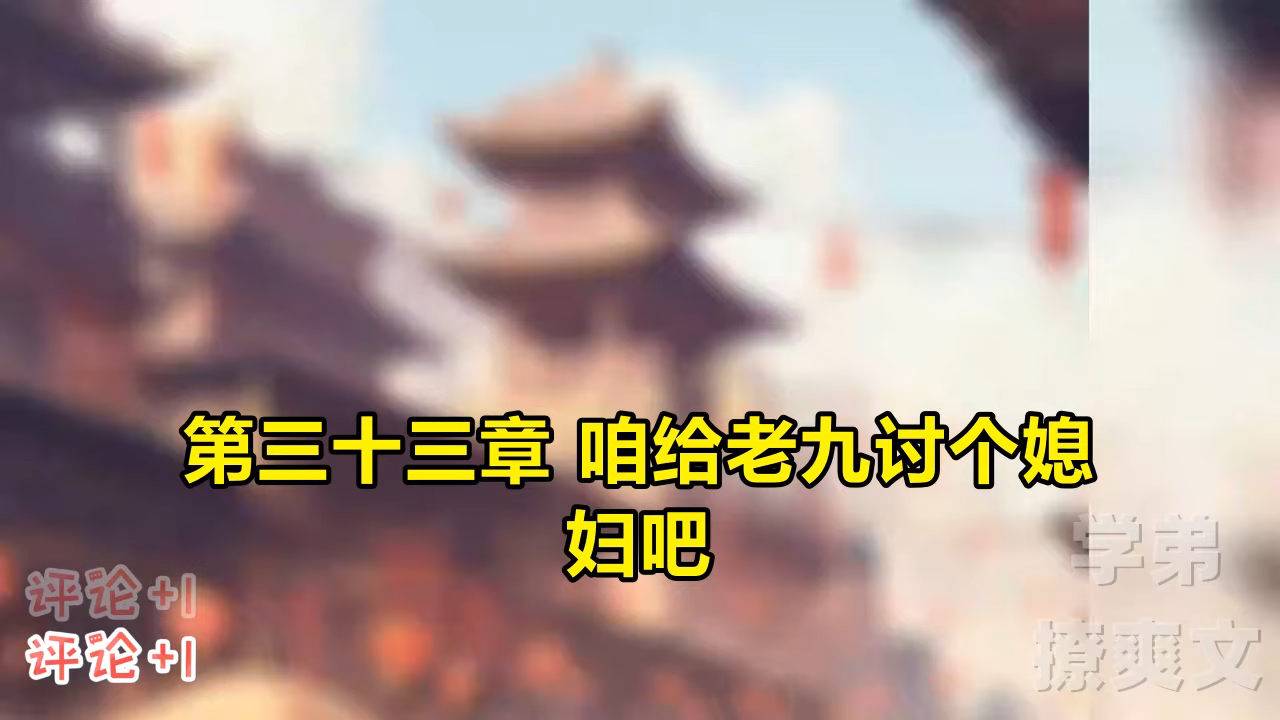 第三十三章 咱给老九讨个媳
妇吧
学弟
撩爽文
评论+1
评论+1